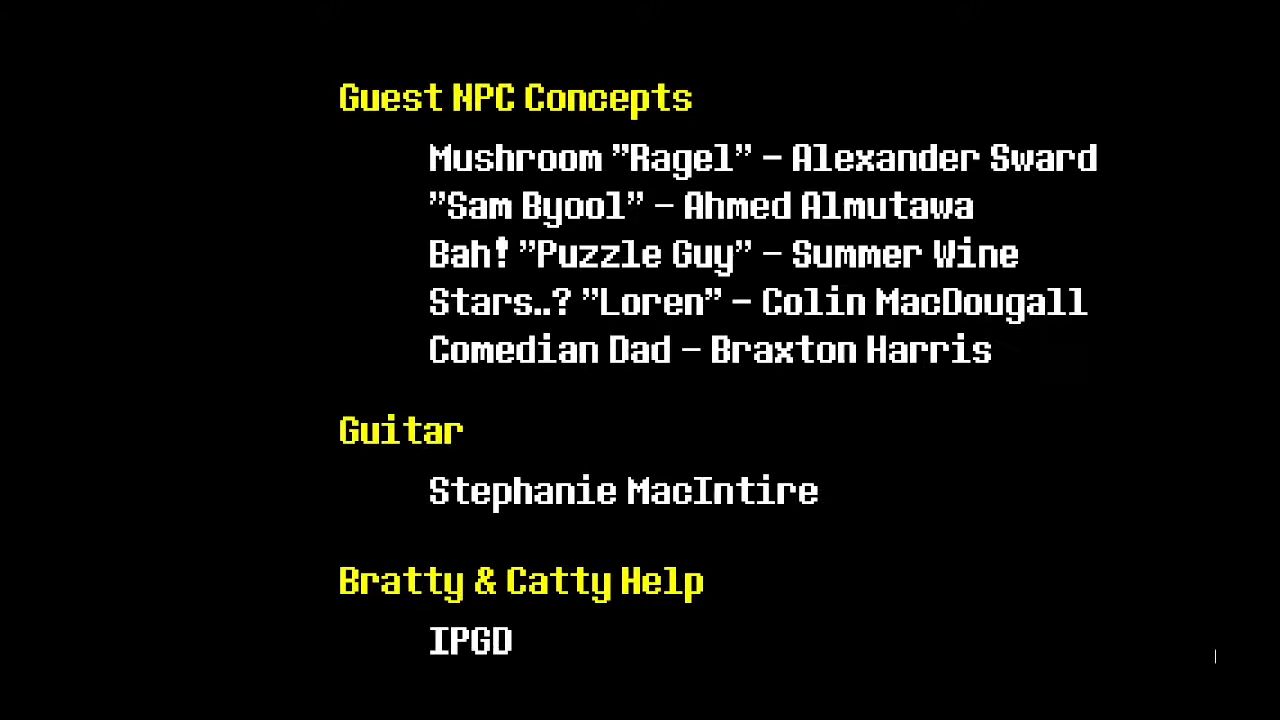 Guest NPC Concepts
Mushroom "Ragel" - Alexander Sward
"Sam Byool" - Ahmed Almutawa
Bah! "Puzzle Guy" - Summer Wine
Stars..? "Loren" - Colin MacDougall
Comedian Dad - Braxton Harris
Guitar
Stephanie MacIntire
Bratty & Catty Help
IPGD